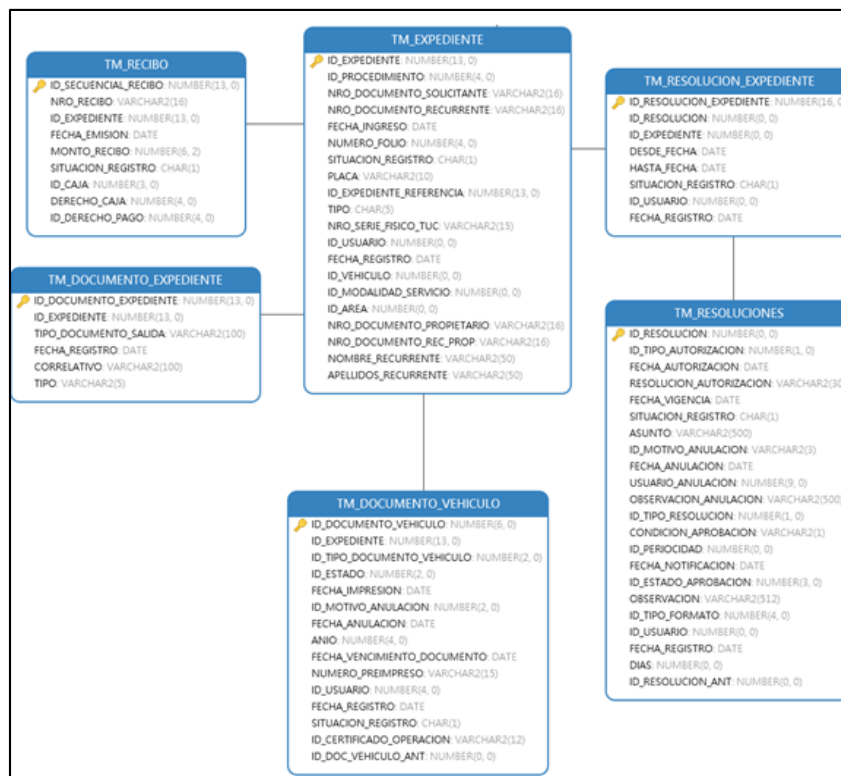 TM_RECIBO
ID_SECUENCIAL_RECIBO: NUMBER(13, 0)
NRO_RECIBO: VARCHAR2(16)
ID_EXPEDIENTE: NUMBER(13, 0)
FECHA_EMISION: DATE
MONTO_RECIBO: NUMBER(6, 2)
SITUACION_REGISTRO: CHAR(1)
ID_CAJA: NUMBER(3, 0)
DERECHO_CAJA: NUMBER(4, 0)
ID_DERECHO_PAGO: NUMBER(4, 0)
TM_DOCUMENTO_EXPEDIENTE
ID_DOCUMENTO_EXPEDIENTE: NUMBER(13, 0)
ID_EXPEDIENTE: NUMBER(13, 0)
TIPO_DOCUMENTO_SALIDA: VARCHAR2(100)
FECHA_REGISTRO: DATE
CORRELATIVO: VARCHAR2(100)
TIPO: VARCHAR2(5)
TM_EXPEDIENTE
ID_EXPEDIENTE: NUMBER(13, 0)
ID_PROCEDIMIENTO: NUMBER(4, 0)
NRO_DOCUMENTO_SOLICITANTE: VARCHAR2(16)
NRO_DOCUMENTO_RECURRENTE: VARCHAR2(16)
FECHA_INGRESO: DATE
NUMERO_FOLIO: NUMBER(4, 0)
SITUACION_REGISTRO: CHAR(1)
PLACA: VARCHAR2(10)
ID_EXPEDIENTE_REFERENCIA: NUMBER(13, 0)
TIPO: CHAR(5)
NRO_SERIE_FISICO_TUC: VARCHAR2(15)
ID_USUARIO: NUMBER(0, 0)
FECHA_REGISTRO: DATE
ID_VEHICULO: NUMBER(0, 0)
ID_MODALIDAD_SERVICIO: NUMBER(0, 0)
ID_AREA: NUMBER(0, 0)
NRO_DOCUMENTO_PROPIETARIO: VARCHAR2(16)
NRO_DOCUMENTO_REC_PROP: VARCHAR2(16)
NOMBRE_RECURRENTE: VARCHAR2(50)
APELLIDOS_RECURRENTE: VARCHAR2(50)
TM_DOCUMENTO_VEHICULO
ID_DOCUMENTO_VEHICULO: NUMBER(6, 0)
ID_EXPEDIENTE: NUMBER(13, 0)
ID_TIPO_DOCUMENTO_VEHICULO: NUMBER(2, 0)
ID_ESTADO: NUMBER(2, 0)
FECHA_IMPRESION: DATE
ID_MOTIVO_ANULACION: NUMBER(2, 0)
FECHA_ANULACION: DATE
ANIO: NUMBER(4, 0)
FECHA_VENCIMIENTO_DOCUMENTO: DATE
NUMERO_PREIMPRESO: VARCHAR2(15)
ID_USUARIO: NUMBER(4, 0)
FECHA_REGISTRO: DATE
SITUACION_REGISTRO: CHAR(1)
ID_CERTIFICADO_OPERACION: VARCHAR2(12)
ID_DOC_VEHICULO_ANT: NUMBER(0, 0)
TM_RESOLUCION_EXPEDIENTE
ID_RESOLUCION_EXPEDIENTE: NUMBER(16, 0
ID_RESOLUCION: NUMBER(0, 0)
ID_EXPEDIENTE: NUMBER(0, 0)
DESDE_FECHA: DATE
HASTA_FECHA: DATE
SITUACION_REGISTRO: CHAR(1)
ID_USUARIO: NUMBER(0, 0)
FECHA_REGISTRO: DATE
TM_RESOLUCIONES
ID_RESOLUCION: NUMBER(0, 0)
ID_TIPO_AUTORIZACION: NUMBER(1, 0)
FECHA_AUTORIZACION: DATE
RESOLUCION_AUTORIZACION: VARCHAR2(30
FECHA_VIGENCIA: DATE
SITUACION_REGISTRO: CHAR(1)
ASUNTO: VARCHAR2(500)
ID_MOTIVO_ANULACION: VARCHAR2(3)
FECHA_ANULACION: DATE
USUARIO_ANULACION: NUMBER(9, 0)
OBSERVACION_ANULACION: VARCHAR2(500)
ID_TIPO_RESOLUCION: NUMBER(1, 0)
CONDICION_APROBACION: VARCHAR2(1)
ID_PERIOCIDAD: NUMBER(0, 0)
FECHA_NOTIFICACION: DATE
ID_ESTADO_APROBACION: NUMBER(3, 0)
OBSERVACION: VARCHAR2(512)
ID_TIPO_FORMATO: NUMBER(4, 0)
ID_USUARIO: NUMBER(0, 0)
FECHA_REGISTRO: DATE
DIAS: NUMBER(0, 0)
ID_RESOLUCION_ANT: NUMBER(0, 0)